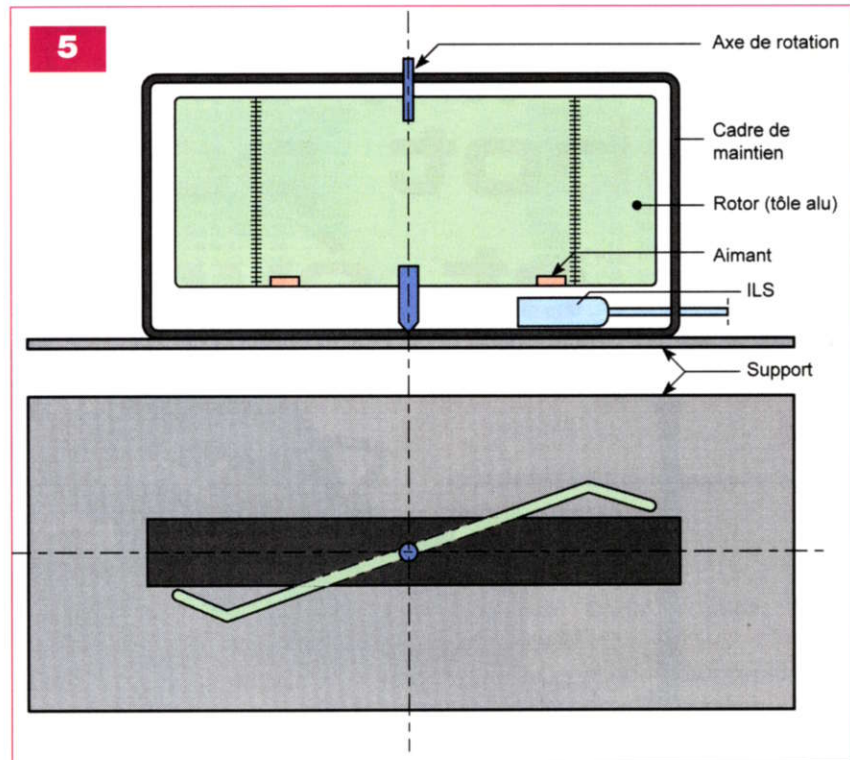 5
Axe de rotation
Cadre de
maintien
Rotor (tôle alu)
Aimant
ILS
Support